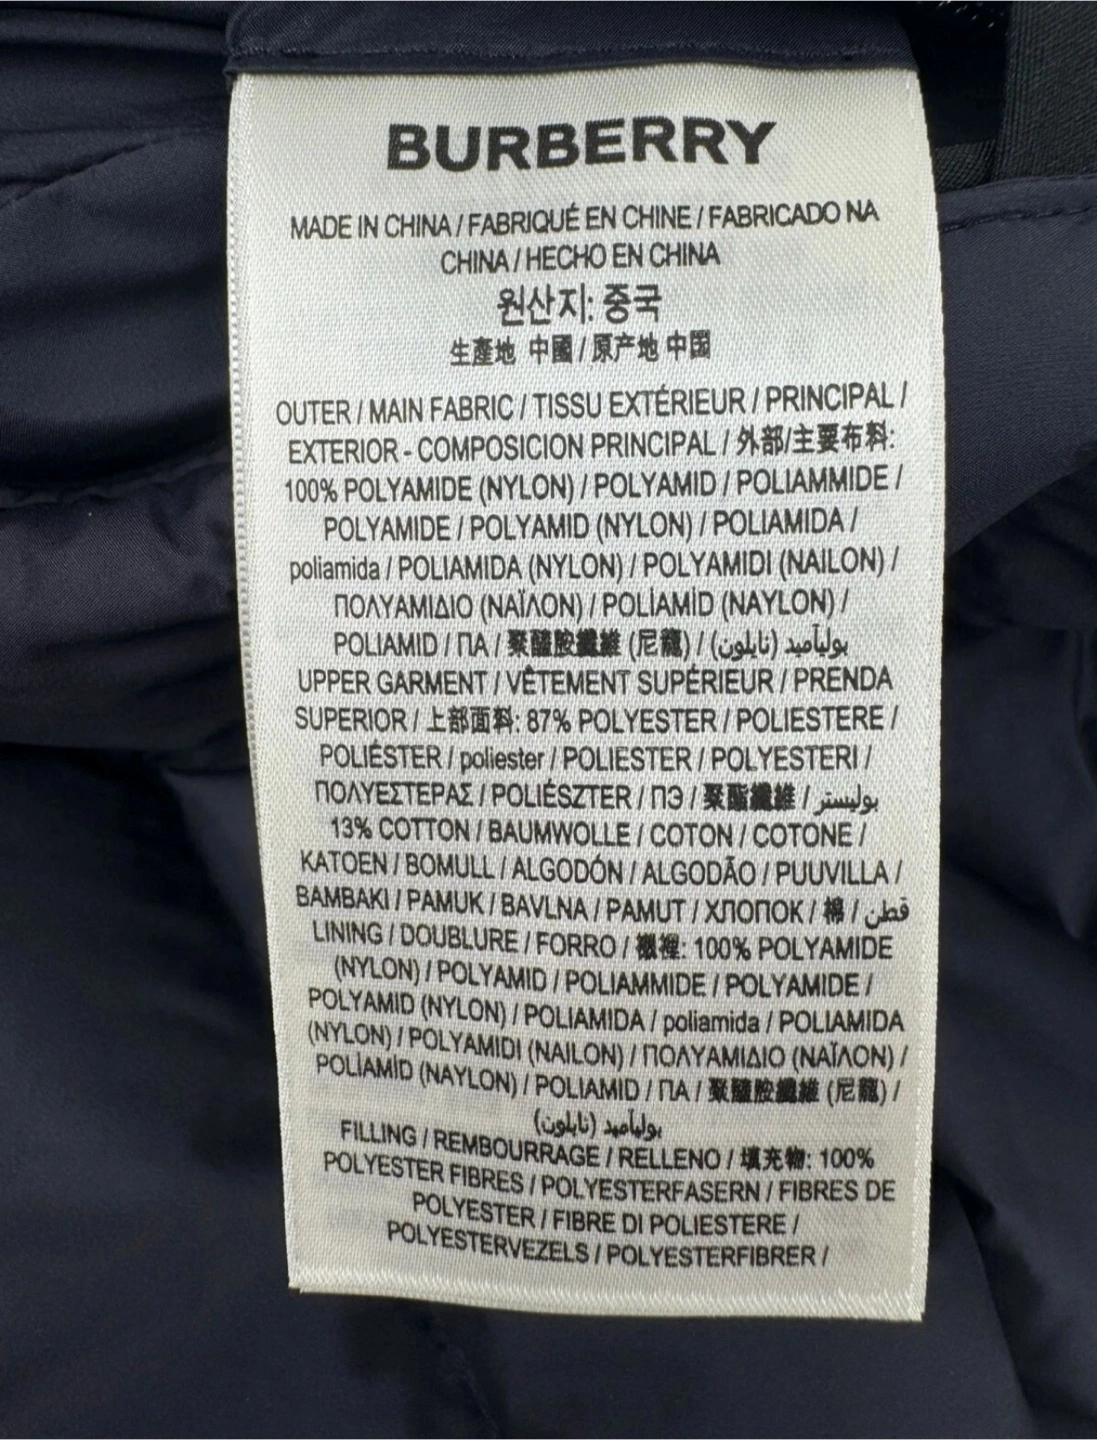 BURBERRY
MADE IN CHINA / FABRIQUÉ EN CHINE / FABRICADO NA
CHINA / HECHO EN CHINA
원산지: 중국
生產地 中國 / 原产地 中国
OUTER / MAIN FABRIC / TISSU EXTÉRIEUR / PRINCIPAL /
EXTERIOR - COMPOSICION PRINCIPAL / 外部/主要布料:
100% POLYAMIDE (NYLON) / POLYAMID / POLIAMMIDE /
POLYAMIDE / POLYAMID (NYLON) / POLIAMIDA /
poliamida / POLIAMIDA (NYLON) / POLYAMIDI (NAILON) /
ΠΟΛΥΑΜΙΔΙΟ (ΝΑΪΛΟΝ) / POLİAMİD (NAYLON) /
POLIAMID / ПА / 聚醯胺纖維 (尼龍) / بوليآميد (نايلون)
UPPER GARMENT / VÊTEMENT SUPÉRIEUR / PRENDA
SUPERIOR / 上部面料: 87% POLYESTER / POLIESTERE /
POLIÉSTER / poliester / POLIESTER / POLYESTERI /
ΠΟΛΥΕΣΤΕΡΑΣ / POLIÉSZTER / ПЭ / 聚酯纖維 / بوليستر
13% COTTON / BAUMWOLLE / COTON / COTONE /
KATOEN / BOMULL / ALGODÓN / ALGODÃO / PUUVILLA /
BAMBAKI / PAMUK / BAVLNA / PAMUT / ХЛОПОК / 棉 / قطن
LINING / DOUBLURE / FORRO / 襯裡: 100% POLYAMIDE
(NYLON) / POLYAMID / POLIAMMIDE / POLYAMIDE /
POLYAMID (NYLON) / POLIAMIDA / poliamida / POLIAMIDA
(NYLON) / POLYAMIDI (NAILON) / ΠΟΛΥΑΜΙΔΙΟ (ΝΑΪΛΟΝ) /
POLİAMİD (NAYLON) / POLIAMID / ПА / 聚醯胺纖維 (尼龍) /
بوليآميد (نايلون)
FILLING / REMBOURRAGE / RELLENO / 填充物: 100%
POLYESTER FIBRES / POLYESTERFASERN / FIBRES DE
POLYESTER / FIBRE DI POLIESTERE /
POLYESTERVEZELS / POLYESTERFIBRER /